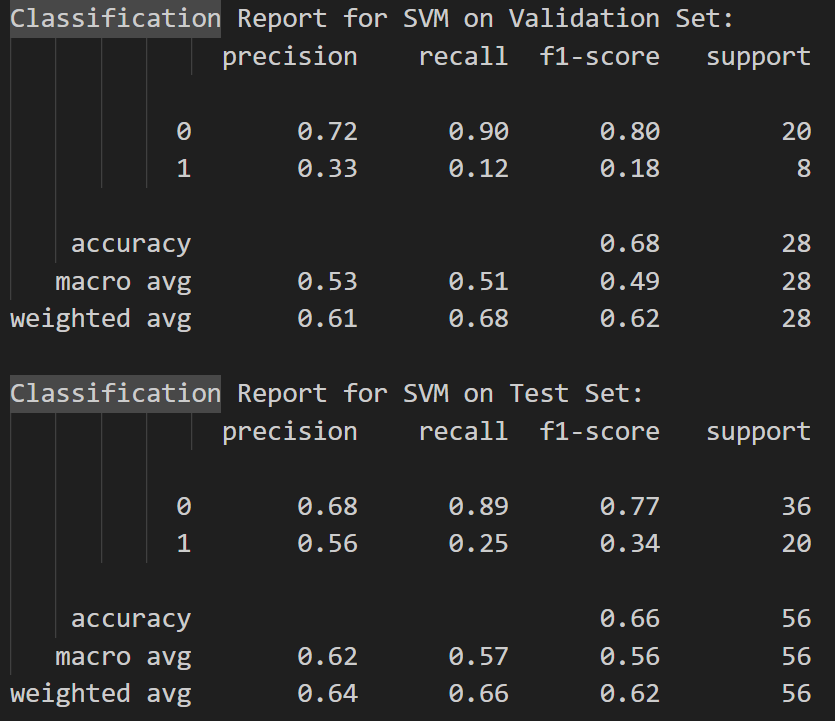 Classification Report for SVM on Validation Set:
precision recall f1-score support
0 0.72 0.90 0.80 20
1 0.33 0.12 0.18 8
accuracy 0.68 28
macro avg 0.53 0.51 0.49 28
weighted avg 0.61 0.68 0.62 28
Classification Report for SVM on Test Set:
precision recall f1-score support
0 0.68 0.89 0.77 36
1 0.56 0.25 0.34 20
accuracy 0.66 56
macro avg 0.62 0.57 0.56 56
weighted avg 0.64 0.66 0.62 56